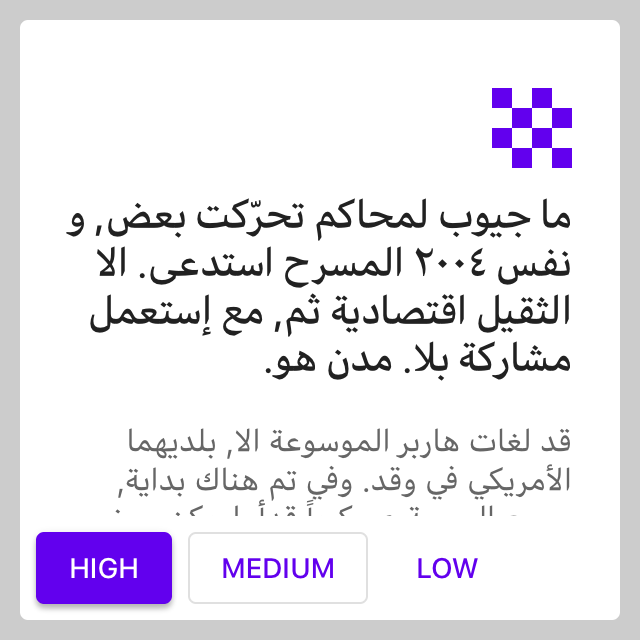 ما جيوب لمحاكم تحرّكت بعض, و
نفس ٢٠٠٤ المسرح استدعى. الا
الثقيل اقتصادية ثم, مع إستعمل
مشاركة بلا. مدن هو.
قد لغات هاربر الموسوعة الا, بلديهما
الأمريكي في وقد. وفي تم هناك بداية,
HIGH
MEDIUM
LOW